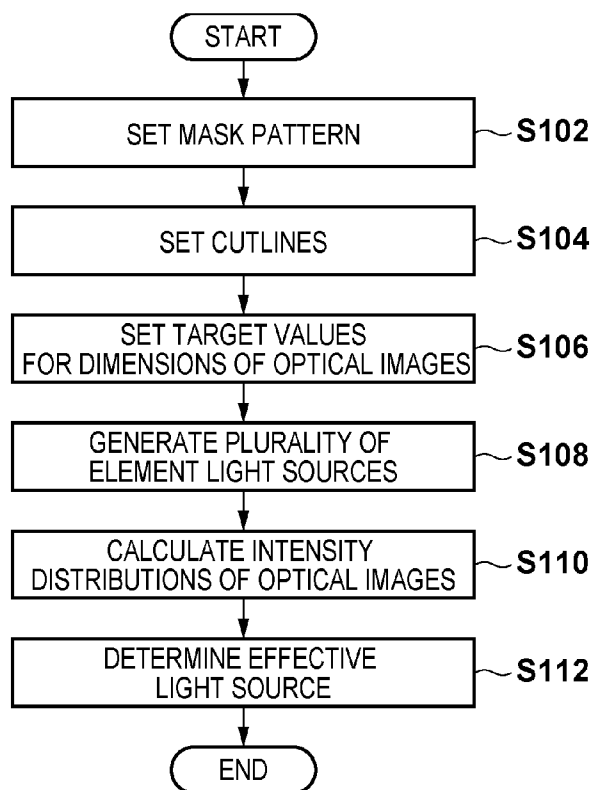 START
SET MASK PATTERN
S102
SET CUTLINES
S104
SET TARGET VALUES
FOR DIMENSIONS OF OPTICAL IMAGES
S106
GENERATE PLURALITY OF
ELEMENT LIGHT SOURCES
S108
CALCULATE INTENSITY
DISTRIBUTIONS OF OPTICAL IMAGES
S110
DETERMINE EFFECTIVE
LIGHT SOURCE
S112
END